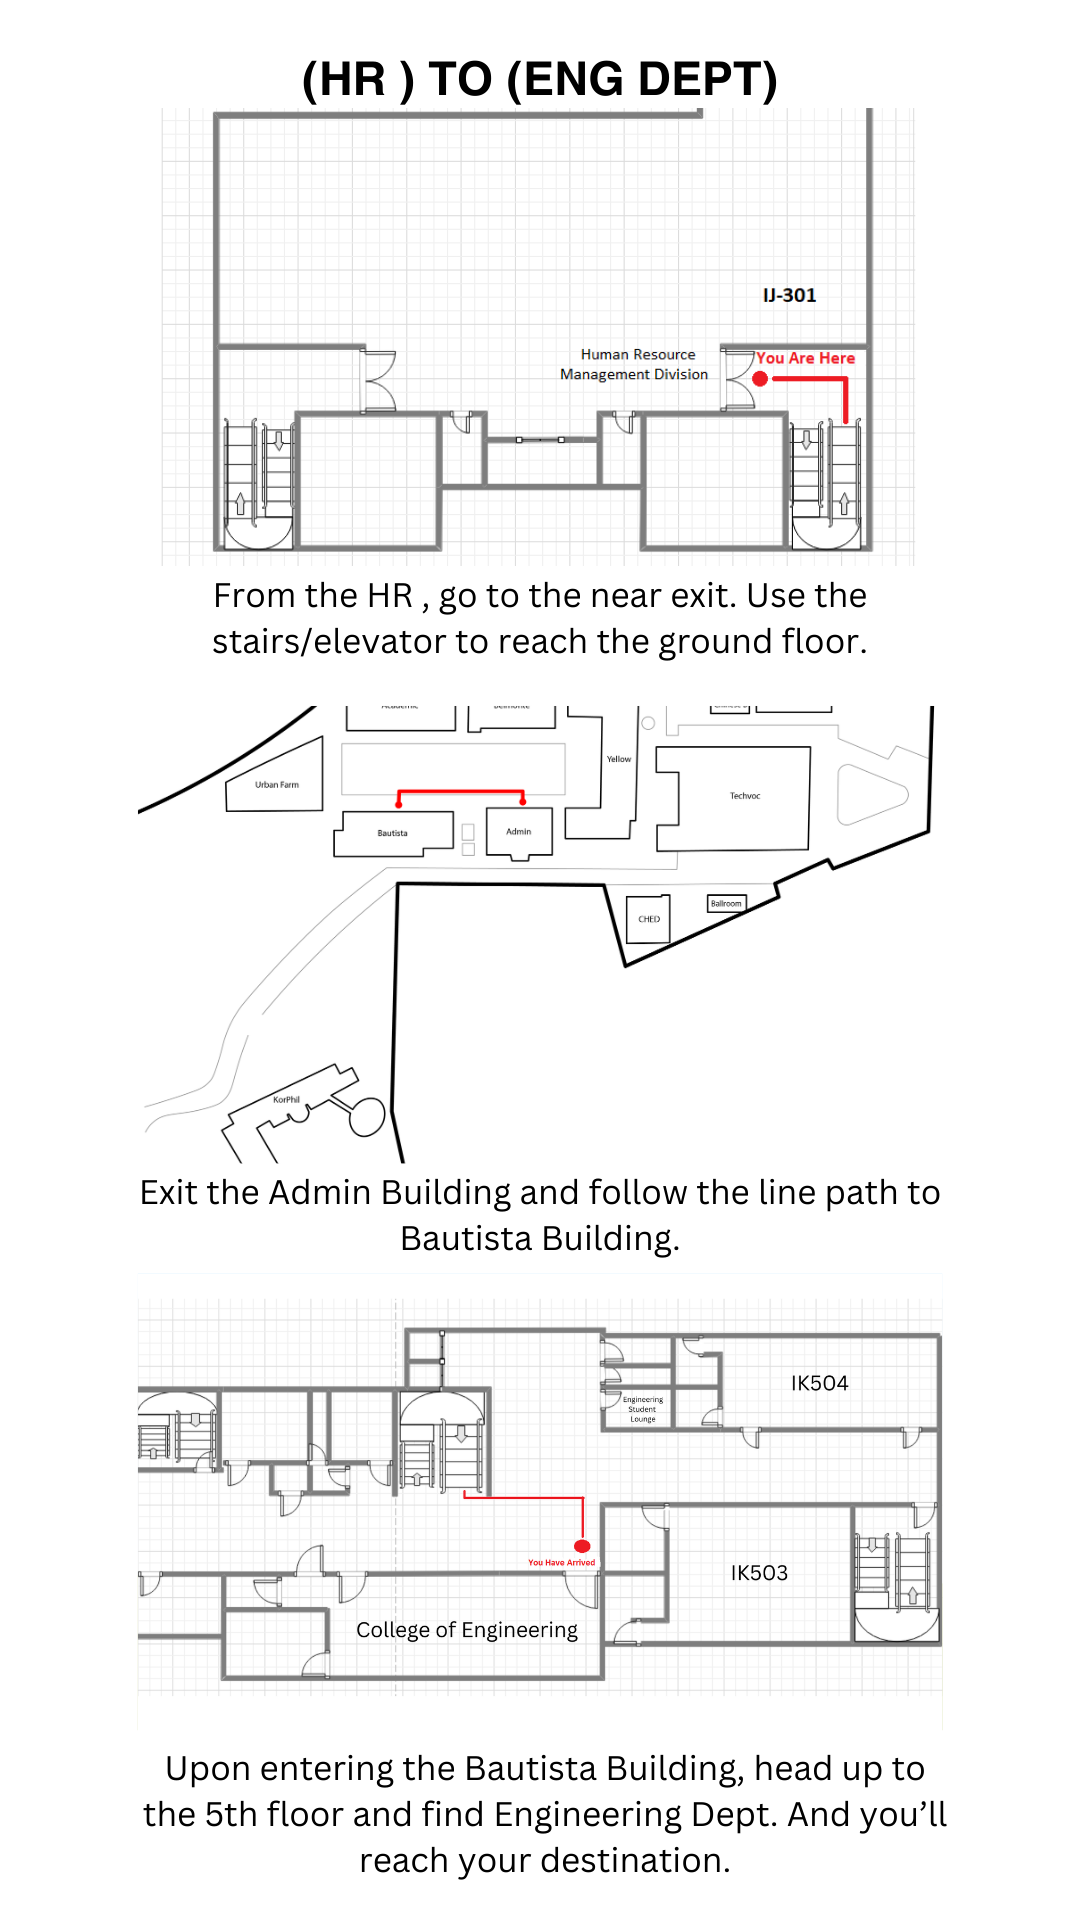 (HR ) TO (ENG DEPT)
IJ-301
Human Resource
Management Division
You Are Here
From the HR , go to the near exit. Use the
stairs/elevator to reach the ground floor.
Academic
Belmonte
Urban Farm
Yellow
Techvoc
Bautista
Admin
CHED
Ballroom
KorPhil
Exit the Admin Building and follow the line path to
Bautista Building.
IK504
Engineering
Student
Lounge
You Have Arrived
IK503
College of Engineering
Upon entering the Bautista Building, head up to
the 5th floor and find Engineering Dept. And you’ll
reach your destination.